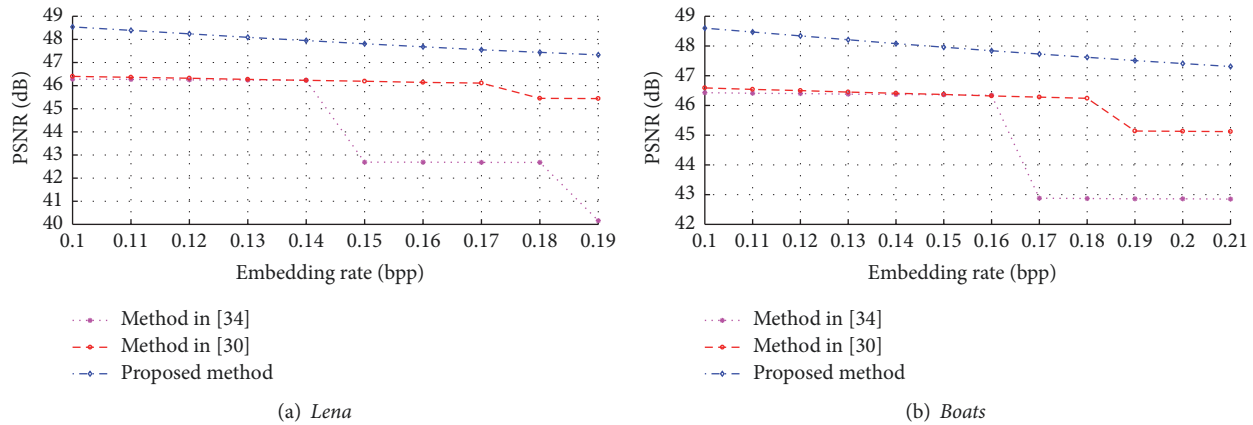 49
48
47
46
45
44
43
42
41
40
PSNR (dB)
0.1 0.11 0.12 0.13 0.14 0.15 0.16 0.17 0.18 0.19
Embedding rate (bpp)
Method in [34]
Method in [30]
Proposed method
(a) Lena
49
48
47
46
45
44
43
42
PSNR (dB)
0.1 0.11 0.12 0.13 0.14 0.15 0.16 0.17 0.18 0.19 0.2 0.21
Embedding rate (bpp)
Method in [34]
Method in [30]
Proposed method
(b) Boats